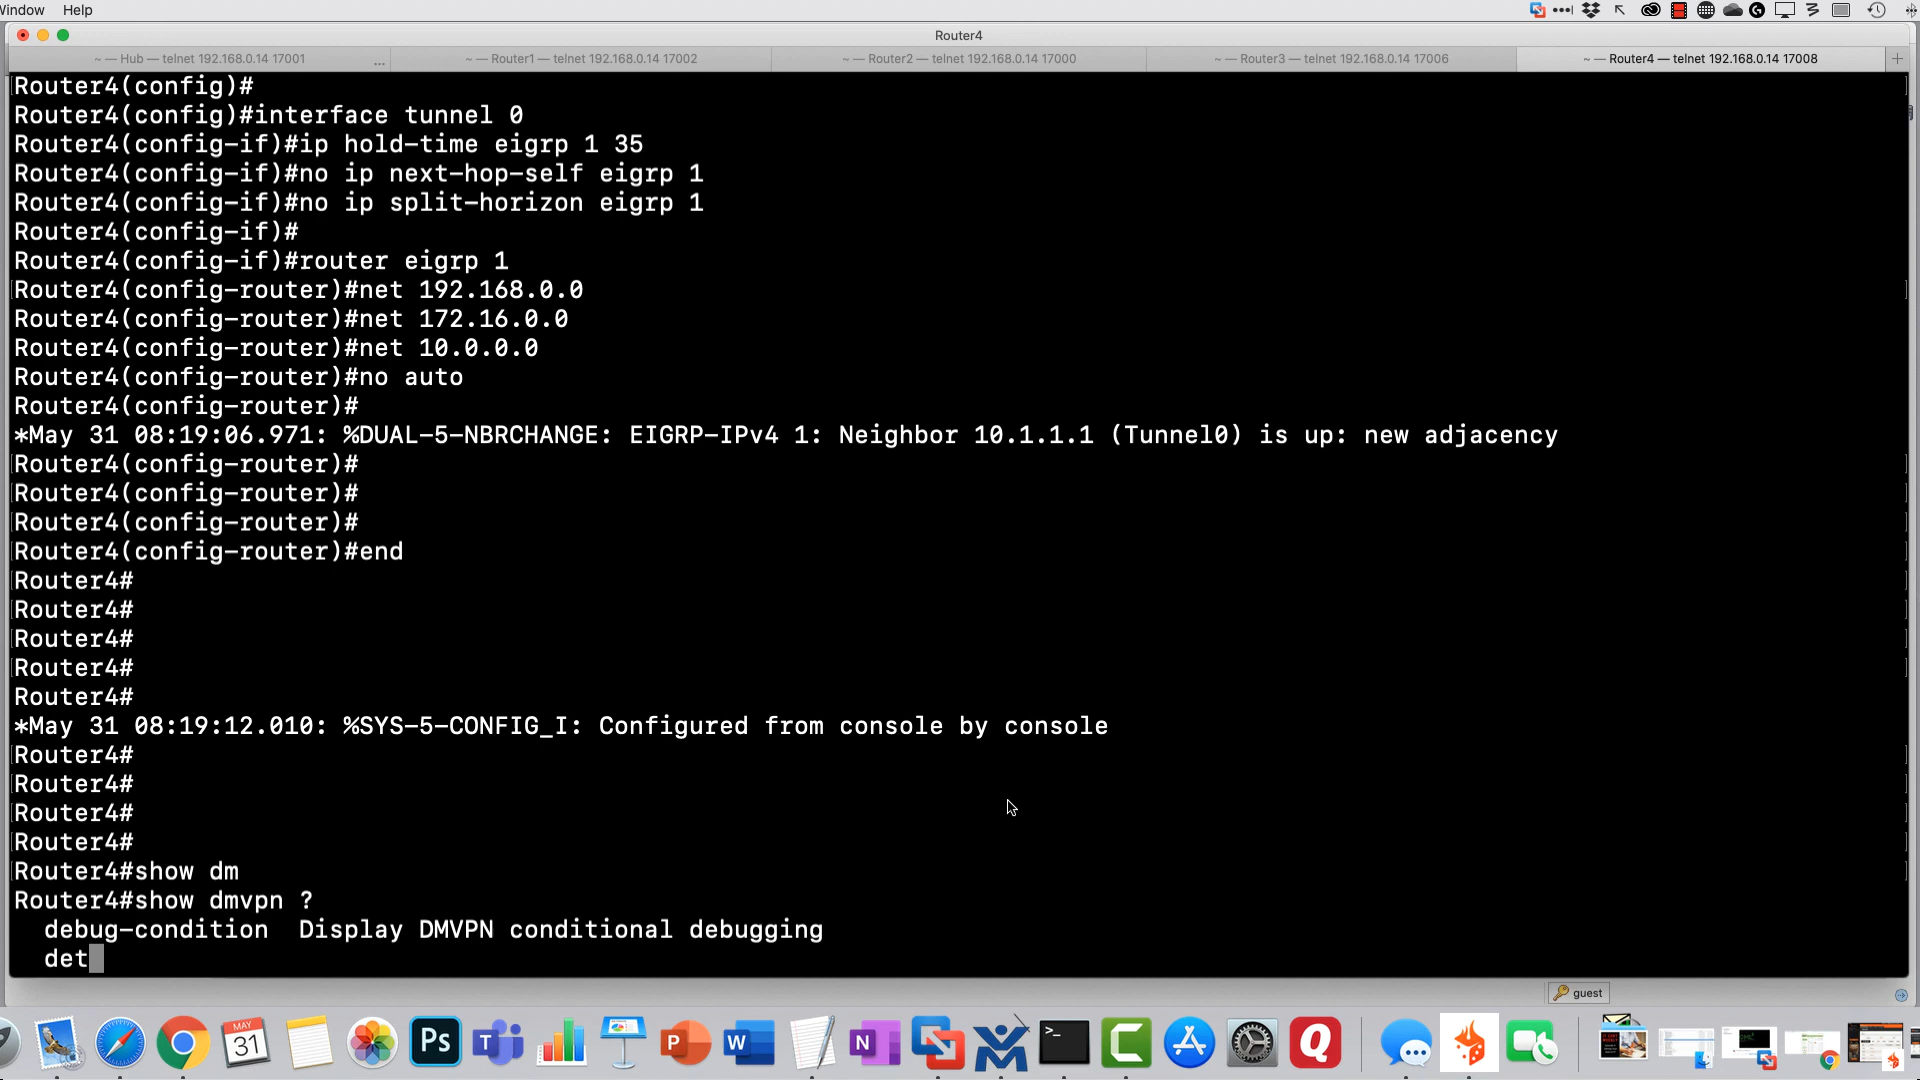 Window Help
Router4
~ — Hub — telnet 192.168.0.14 17001 ...
~ — Router1 — telnet 192.168.0.14 17002
~ — Router2 — telnet 192.168.0.14 17000
~ — Router3 — telnet 192.168.0.14 17006
~ — Router4 — telnet 192.168.0.14 17008
Router4(config)#
Router4(config)#interface tunnel 0
Router4(config-if)#ip hold-time eigrp 1 35
Router4(config-if)#no ip next-hop-self eigrp 1
Router4(config-if)#no ip split-horizon eigrp 1
Router4(config-if)#
Router4(config-if)#router eigrp 1
Router4(config-router)#net 192.168.0.0
Router4(config-router)#net 172.16.0.0
Router4(config-router)#net 10.0.0.0
Router4(config-router)#no auto
Router4(config-router)#
*May 31 08:19:06.971: %DUAL-5-NBRCHANGE: EIGRP-IPv4 1: Neighbor 10.1.1.1 (Tunnel0) is up: new adjacency
Router4(config-router)#
Router4(config-router)#
Router4(config-router)#
Router4(config-router)#end
Router4#
Router4#
Router4#
Router4#
Router4#
*May 31 08:19:12.010: %SYS-5-CONFIG_I: Configured from console by console
Router4#
Router4#
Router4#
Router4#
Router4#show dm
Router4#show dmvpn ?
debug-condition Display DMVPN conditional debugging
det
guest
MAY
31
Ps
T
P
W
N
>_
C
Q